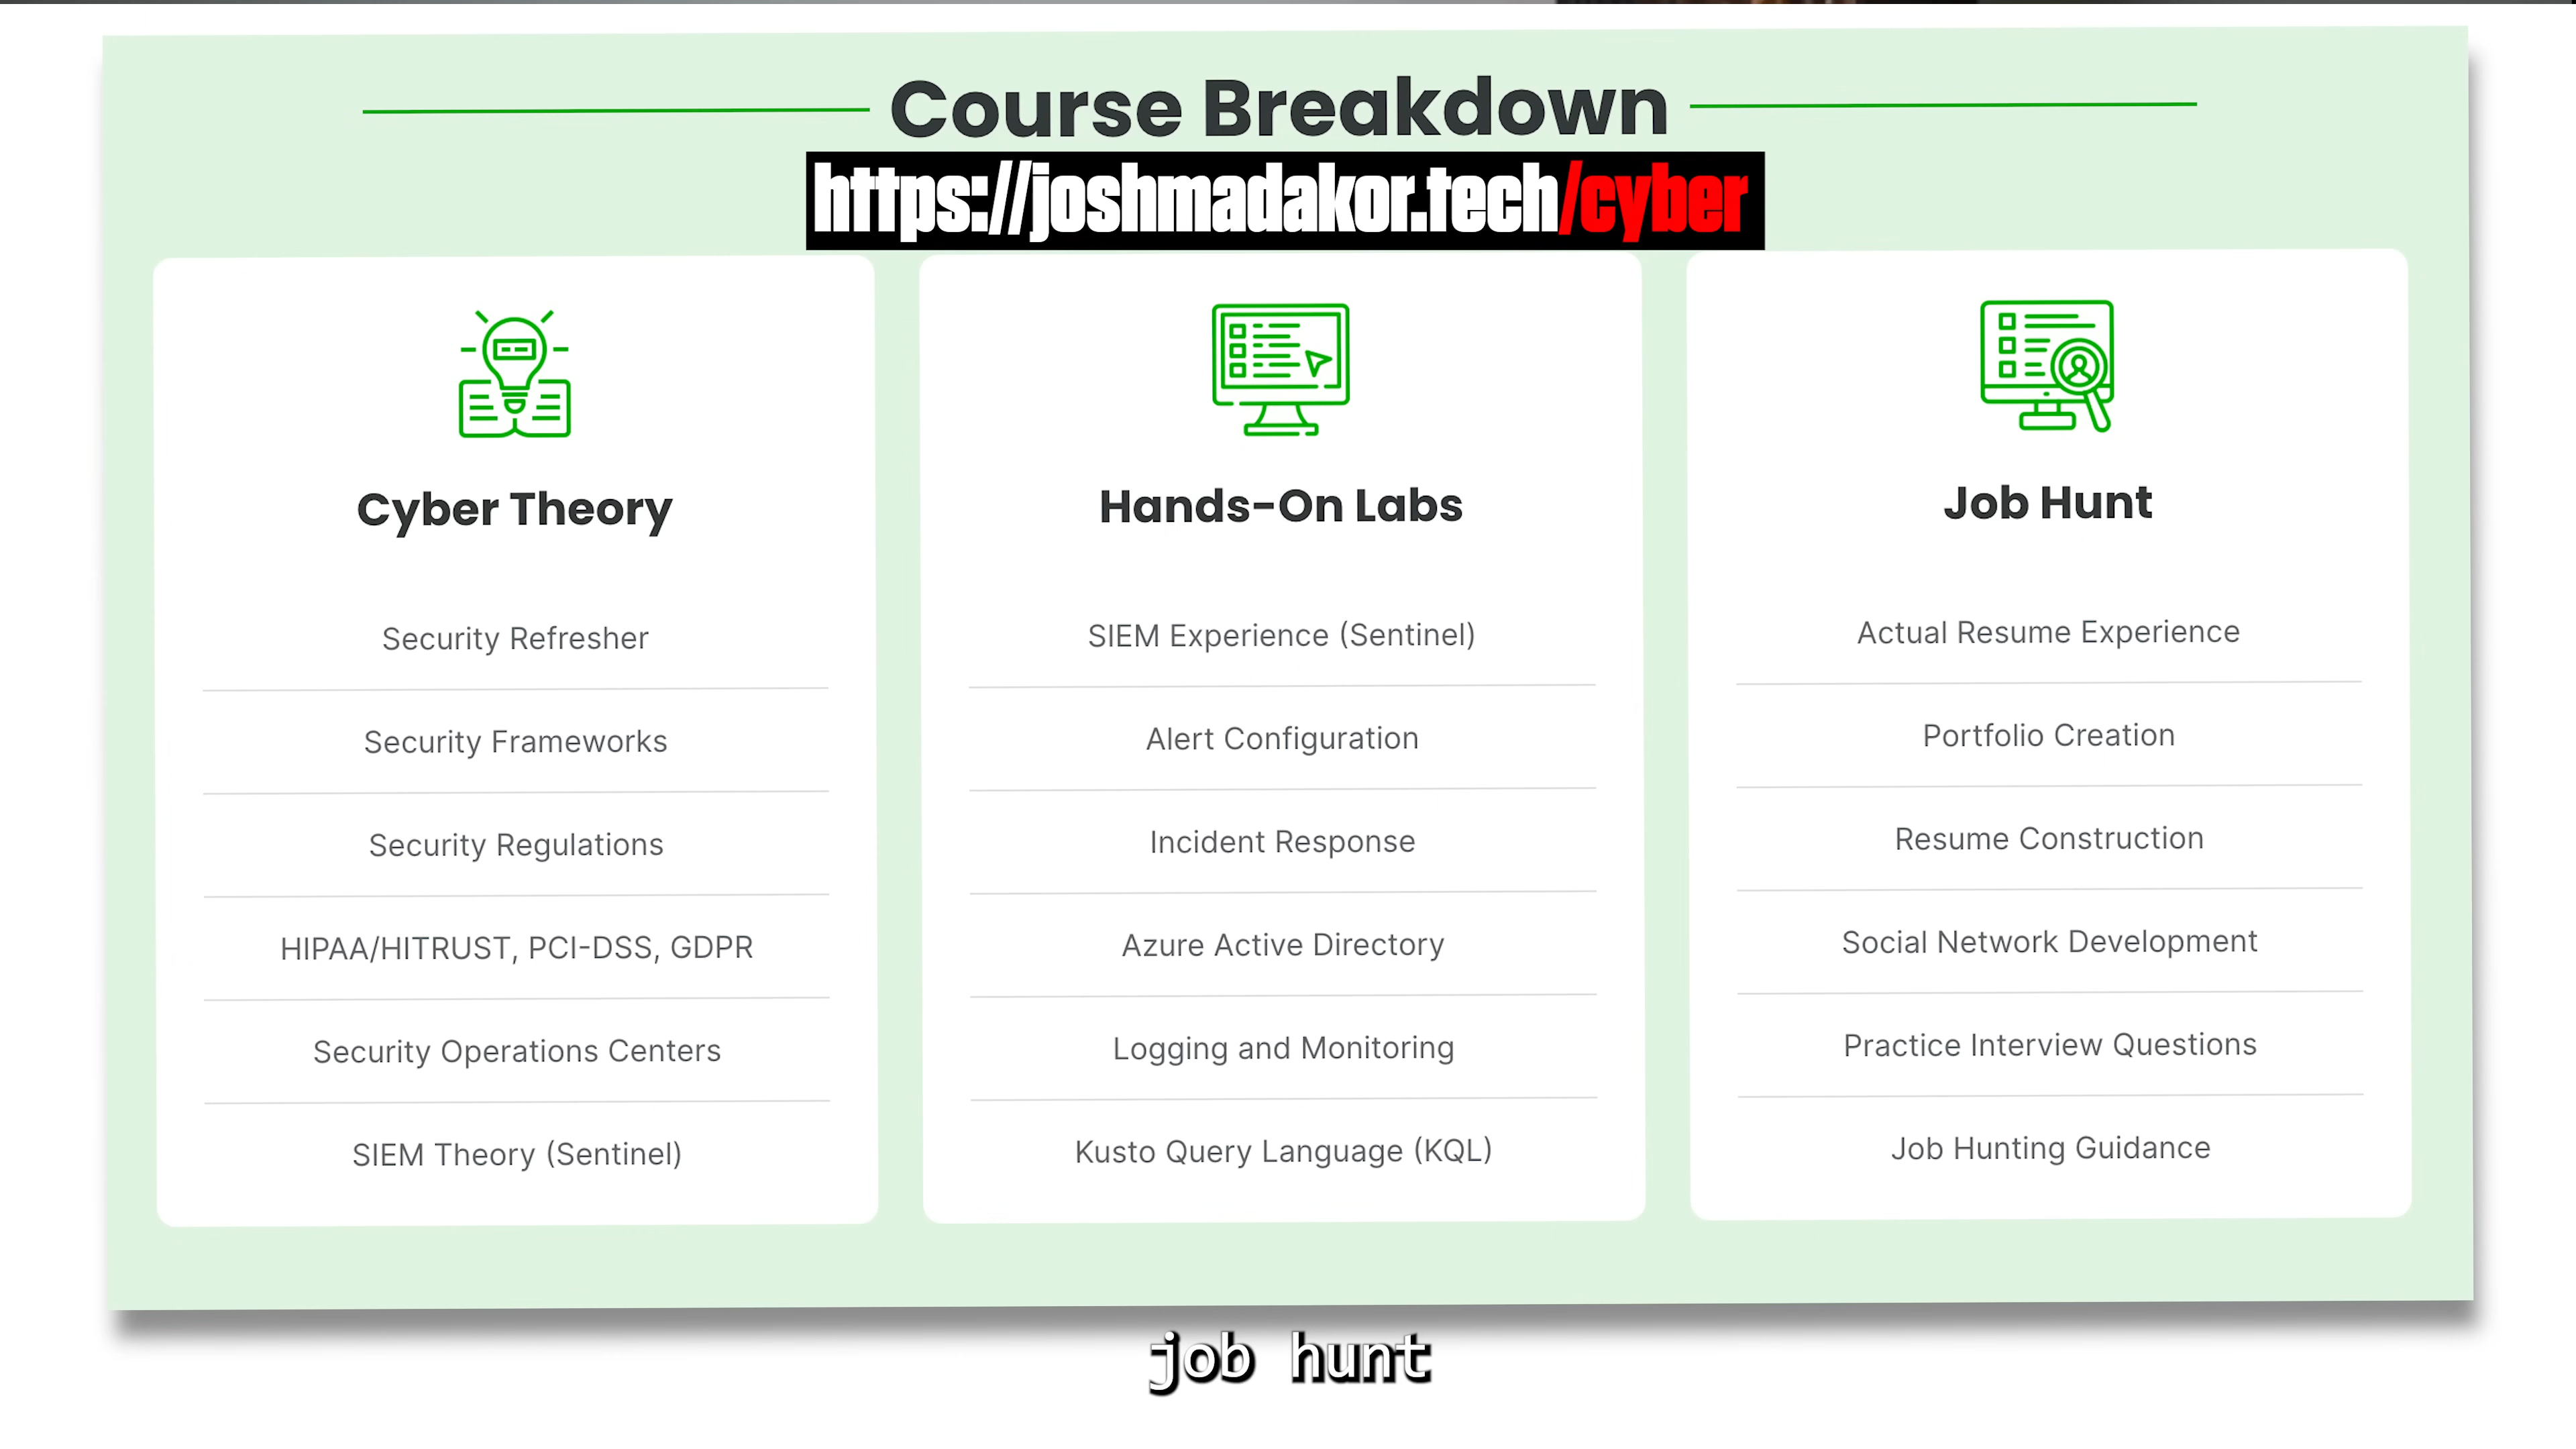 Course Breakdown
https://joshmadakor.tech/cyber
Cyber Theory
Security Refresher
Security Frameworks
Security Regulations
HIPAA/HITRUST, PCI-DSS, GDPR
Security Operations Centers
SIEM Theory (Sentinel)
Hands-On Labs
SIEM Experience (Sentinel)
Alert Configuration
Incident Response
Azure Active Directory
Logging and Monitoring
Kusto Query Language (KQL)
Job Hunt
Actual Resume Experience
Portfolio Creation
Resume Construction
Social Network Development
Practice Interview Questions
Job Hunting Guidance
job hunt